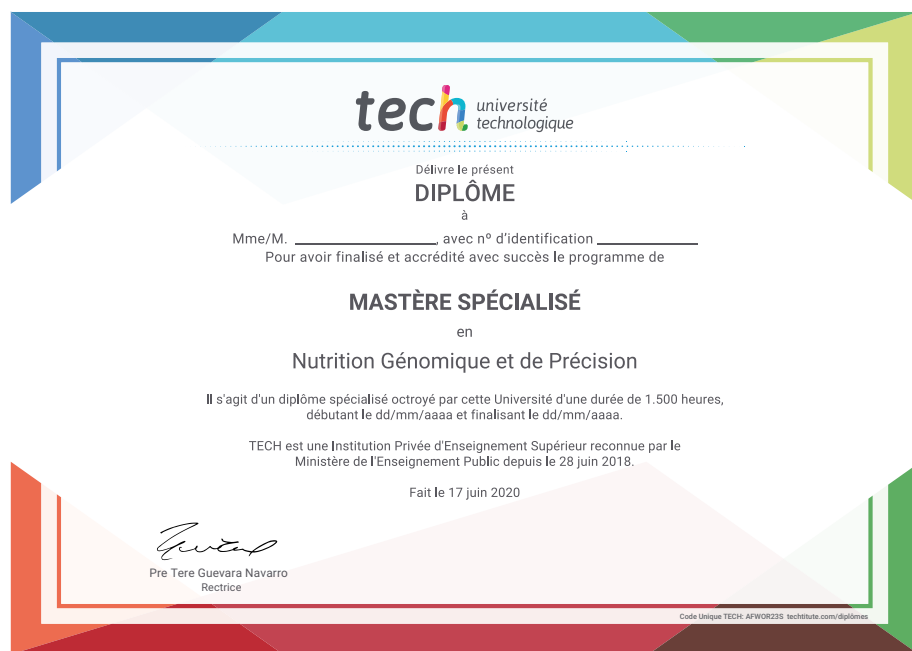 tech université
technologique
Délivre le présent
DIPLÔME
à
Mme/M. ____________, avec nº d'identification ____________
Pour avoir finalisé et accrédité avec succès le programme de
MASTÈRE SPÉCIALISÉ
en
Nutrition Génomique et de Précision
Il s'agit d'un diplôme spécialisé octroyé par cette Université d'une durée de 1.500 heures,
débutant le dd/mm/aaaa et finalisant le dd/mm/aaaa.
TECH est une Institution Privée d'Enseignement Supérieur reconnue par le
Ministère de l'Enseignement Public depuis le 28 juin 2018.
Fait le 17 juin 2020
Pre Tere Guevara Navarro
Rectrice
Code Unique TECH: AFWOR23S techtitute.com/diplômes